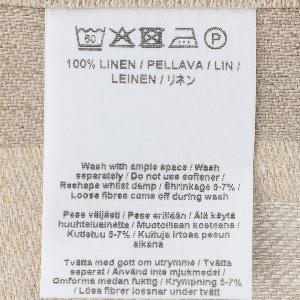 60
100% LINEN / PELLAVA / LIN /
LEINEN / リネン
Wash with ample space / Wash
separately / Do not use softener /
Reshape whilst damp / Shrinkage 5-7% /
Loose fibres came off during wash
Pese väljästi / Pese erillään / Älä käytä
huuhteluainetta / Muotoillaan kosteana /
Kutistuu 5-7% / Kuituja irtoaa pesun
aikana
Tvätta med gott om utrymme / Tvätta
separat / Använd inte mjukmedel /
Omforma medan fuktig / Krympning 5-7%
/ Lösa fibrer lossnar under tvätt